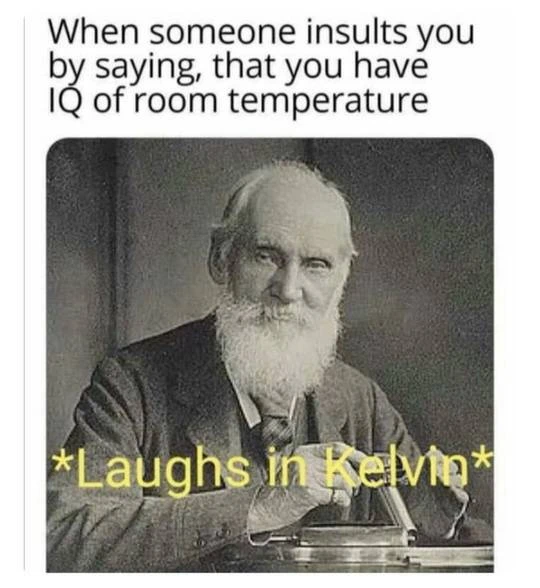 When someone insults you
by saying, that you have
IQ of room temperature
*Laughs in Kelvin*